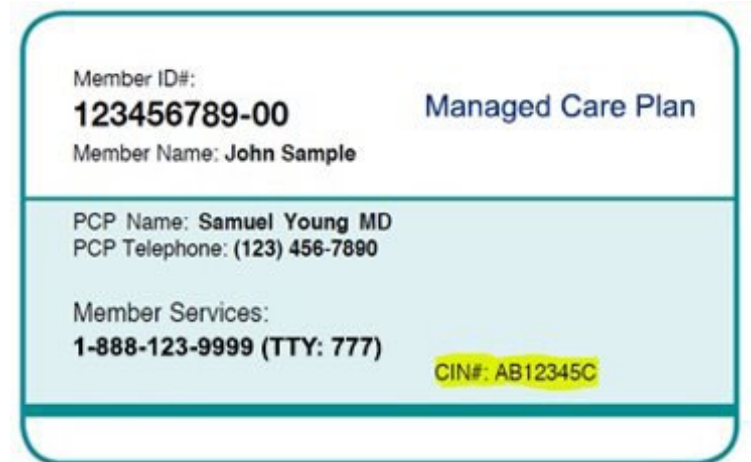 Member ID#:
123456789-00
Managed Care Plan
Member Name: John Sample
PCP Name: Samuel Young MD
PCP Telephone: (123) 456-7890
Member Services:
1-888-123-9999 (TTY: 777)
CIN#: AB12345C